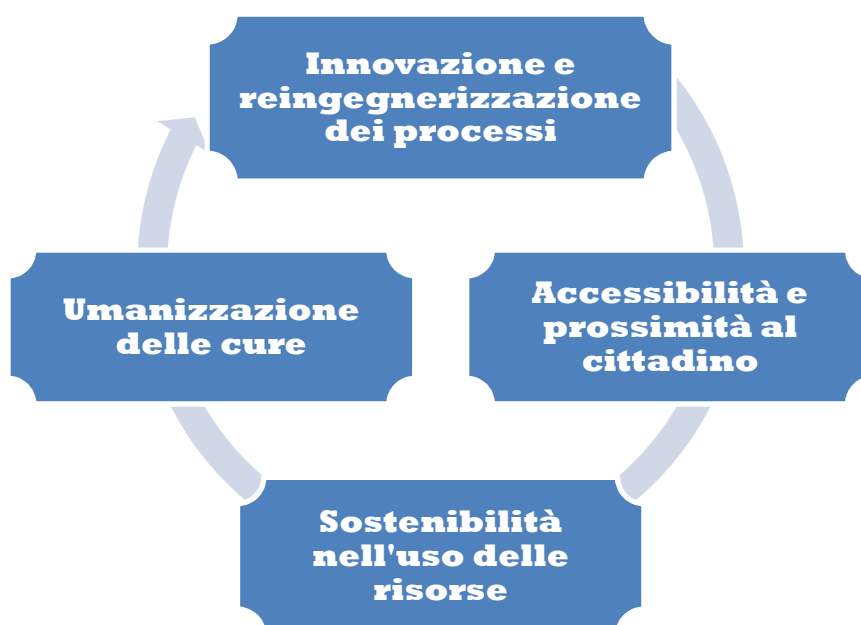 Innovazione e
reingegnerizzazione
dei processi
Umanizzazione
delle cure
Accessibilità e
prossimità al
cittadino
Sostenibilità
nell'uso delle
risorse